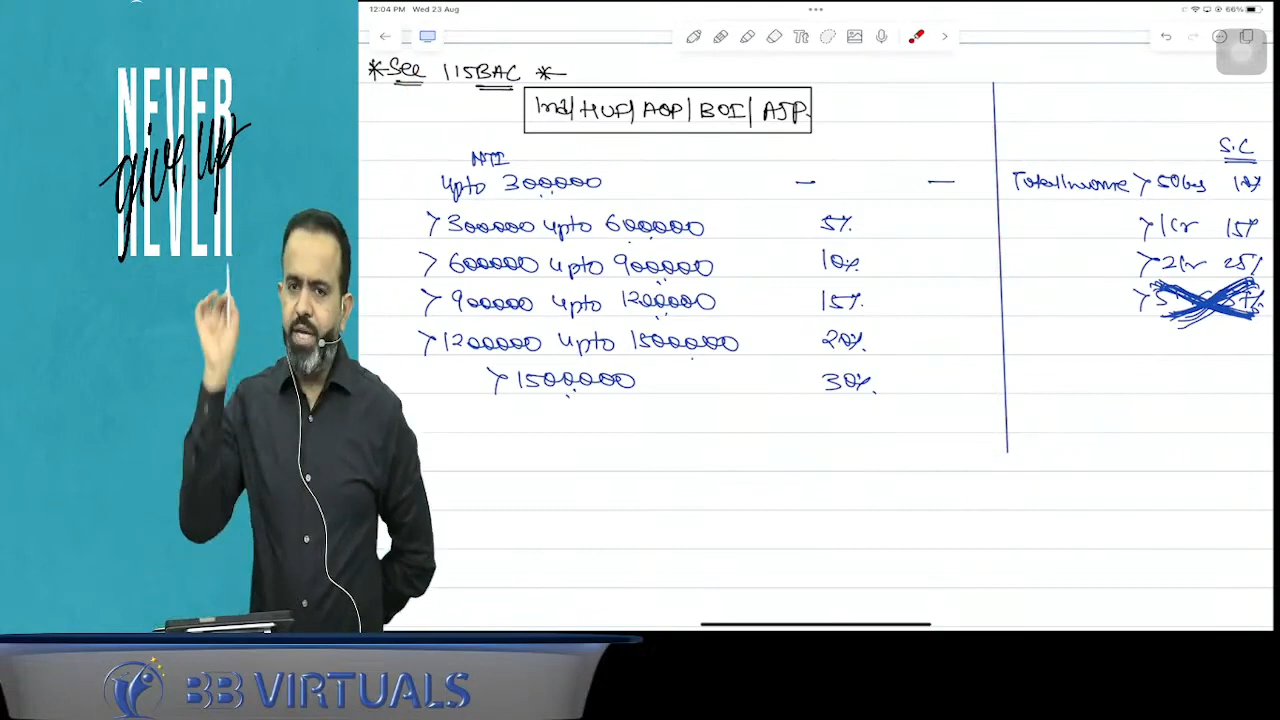 12:04 PM Wed 23 Aug
66%
NEVER
give up
NEVER
*See 115BAC *
Ind/HUF/AOP/BOI/AJP.
NTI
upto 300000 — —
>300000 upto 600000 5%
>600000 upto 900000 10%
>900000 upto 1200000 15%
>1200000 upto 1500000 20%
>1500000 30%.
S.C
Total Income > 50 lacs 10%
>1Cr 15%
>2Cr 25%
BB VIRTUALS